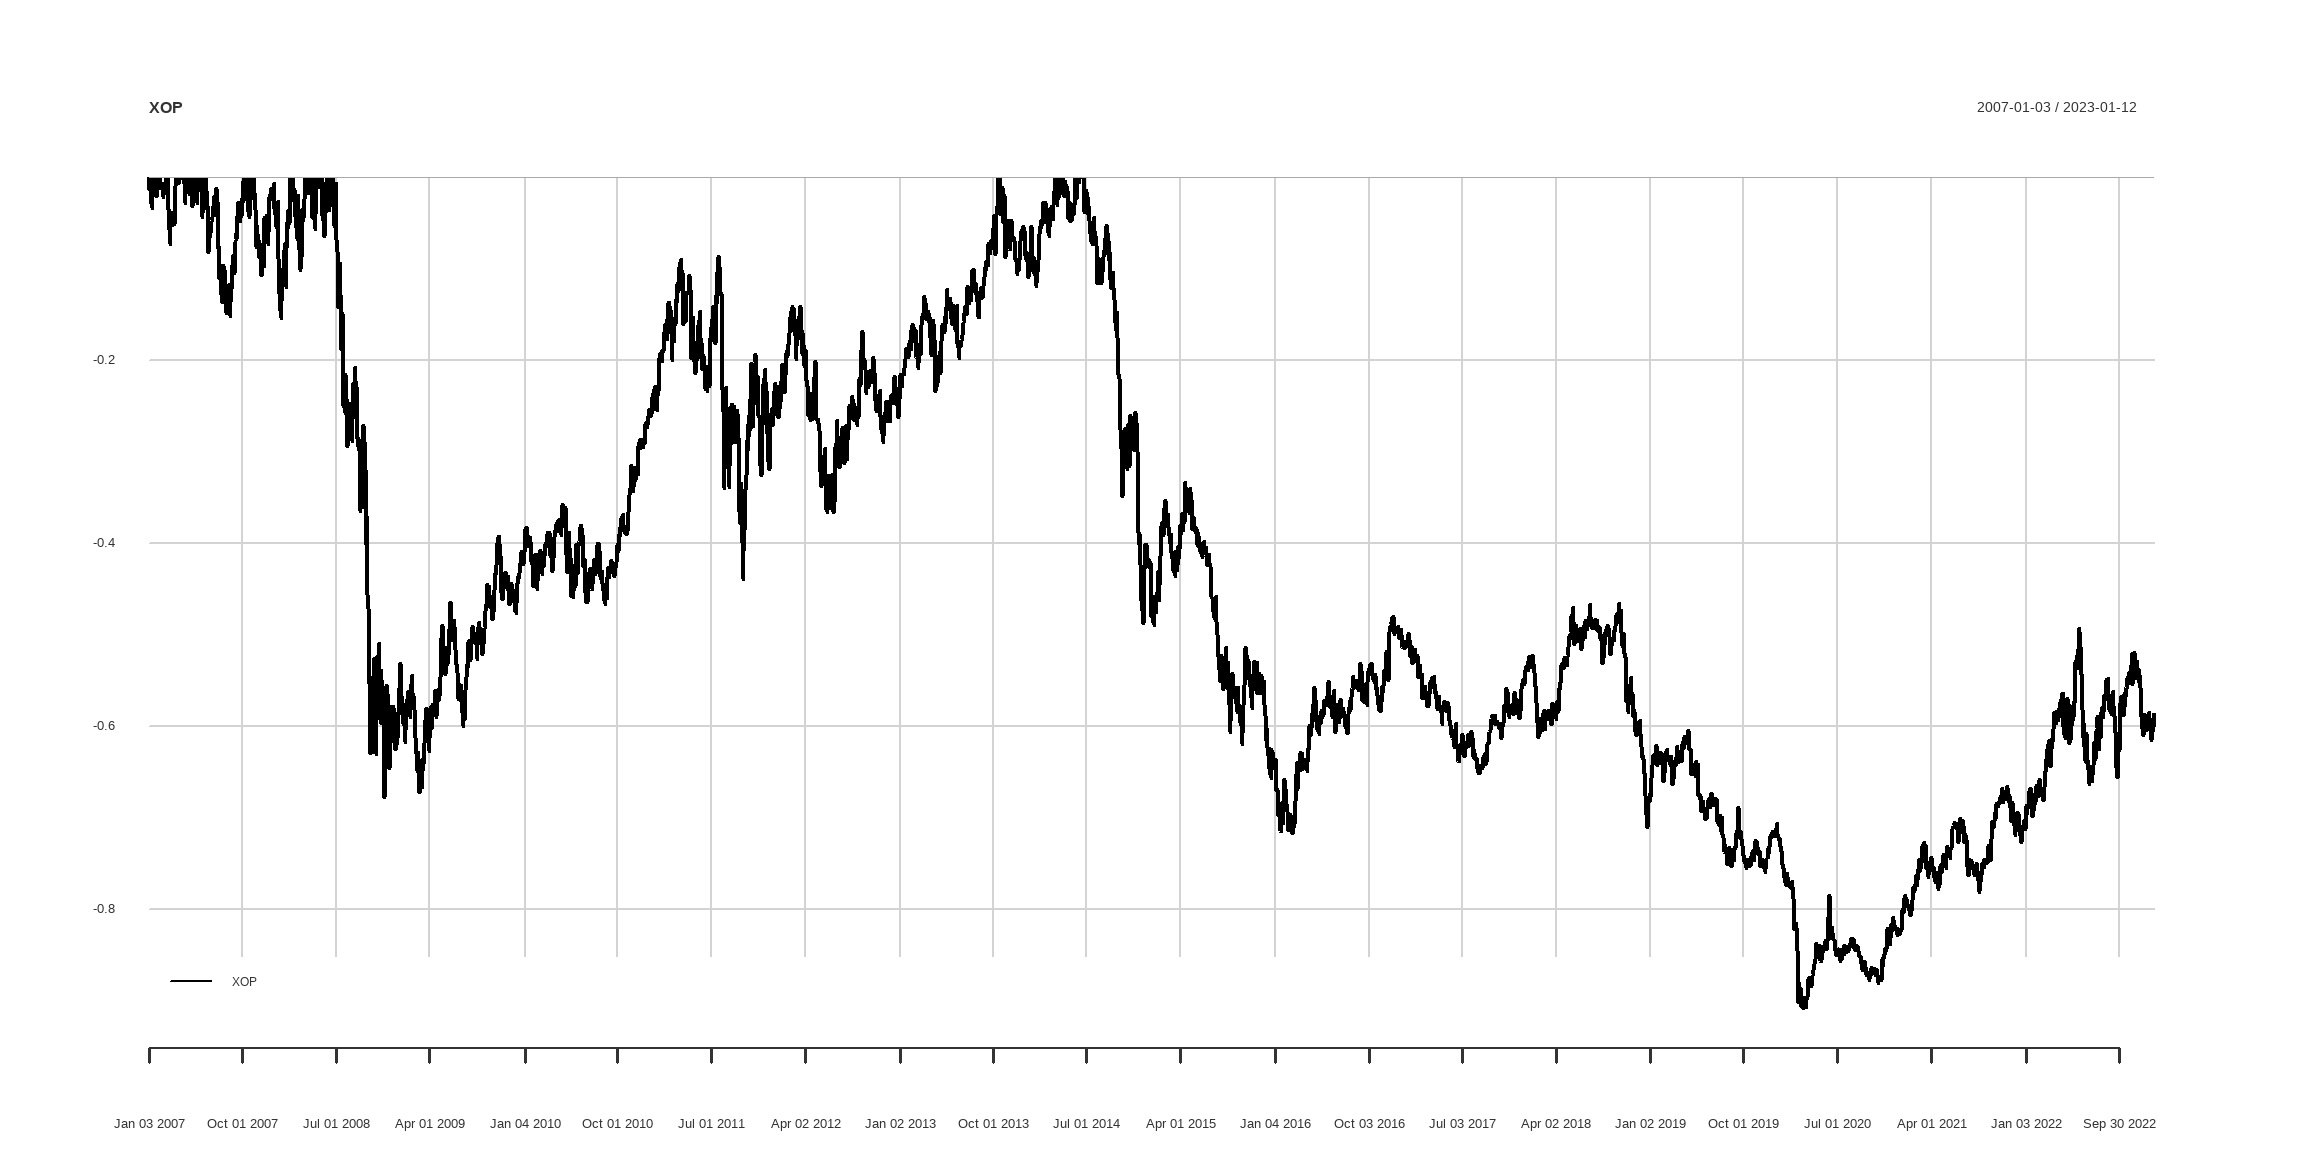 XOP
2007-01-03 / 2023-01-12
-0.2
-0.4
-0.6
-0.8
XOP
Jan 03 2007 Oct 01 2007 Jul 01 2008 Apr 01 2009 Jan 04 2010 Oct 01 2010 Jul 01 2011 Apr 02 2012 Jan 02 2013 Oct 01 2013 Jul 01 2014 Apr 01 2015 Jan 04 2016 Oct 03 2016 Jul 03 2017 Apr 02 2018 Jan 02 2019 Oct 01 2019 Jul 01 2020 Apr 01 2021 Jan 03 2022 Sep 30 2022